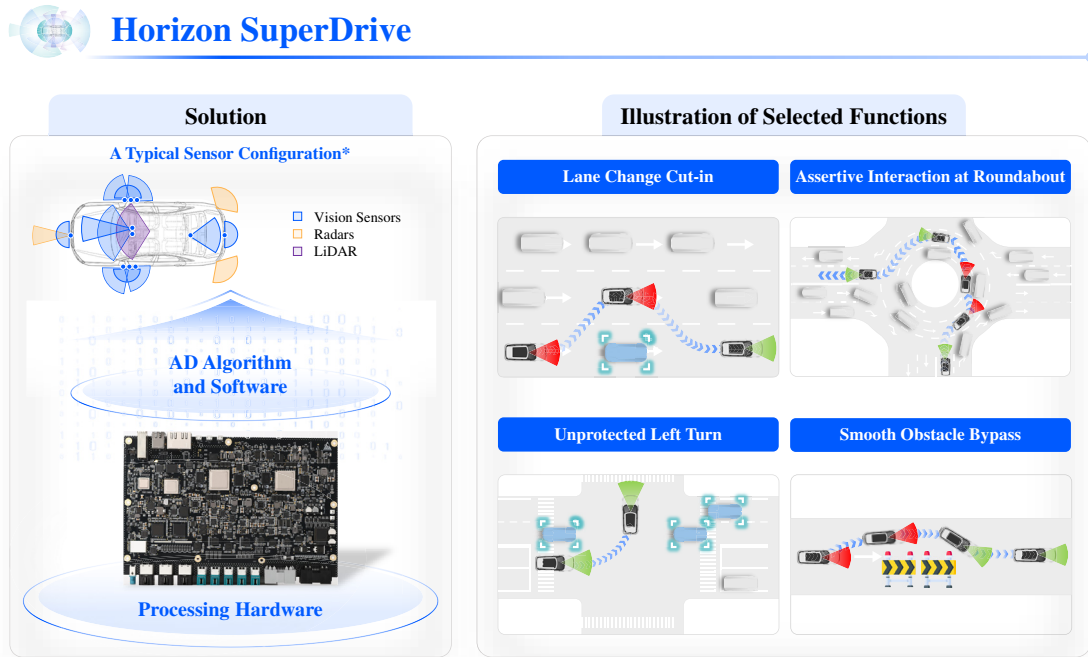 Horizon SuperDrive
Solution
A Typical Sensor Configuration*
Vision Sensors
Radars
LiDAR
AD Algorithm
and Software
Processing Hardware
Illustration of Selected Functions
Lane Change Cut-in
Assertive Interaction at Roundabout
Unprotected Left Turn
Smooth Obstacle Bypass